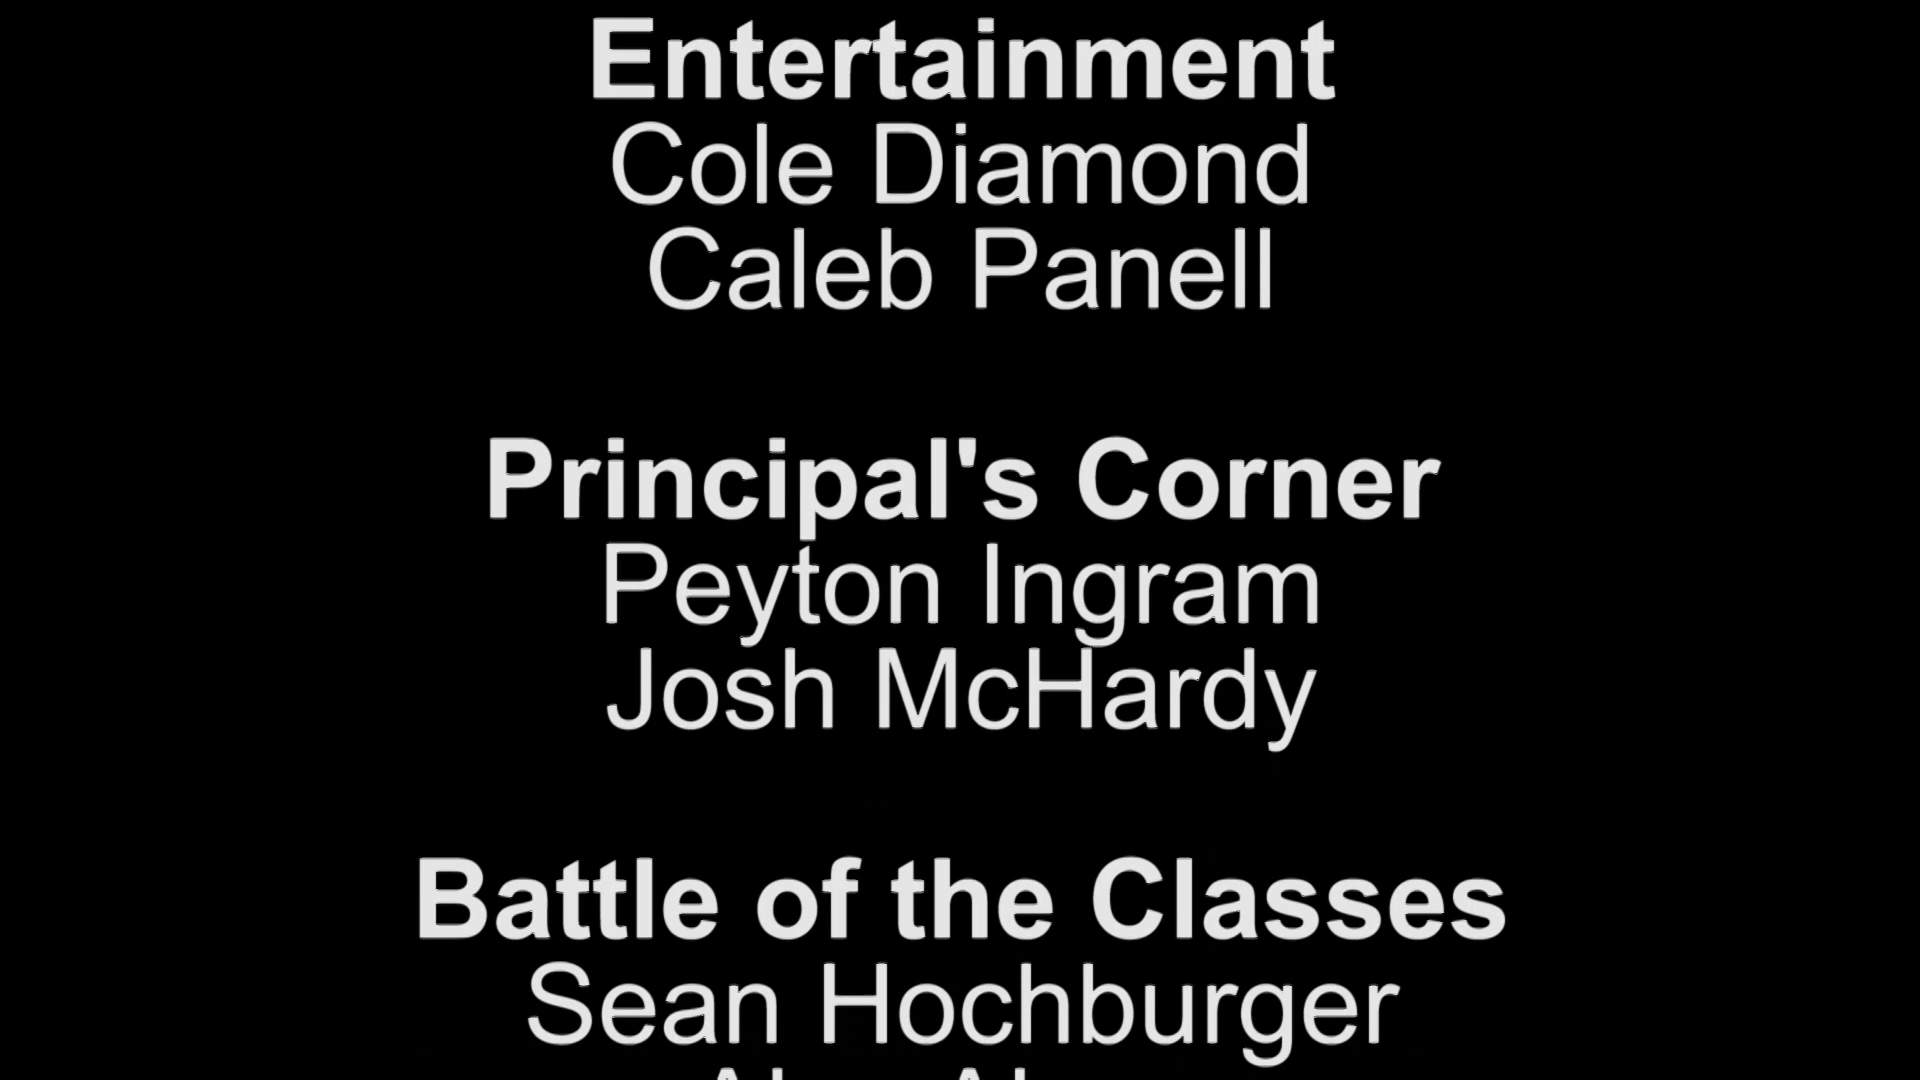 Entertainment
Cole Diamond
Caleb Panell
Principal's Corner
Peyton Ingram
Josh McHardy
Battle of the Classes
Sean Hochburger